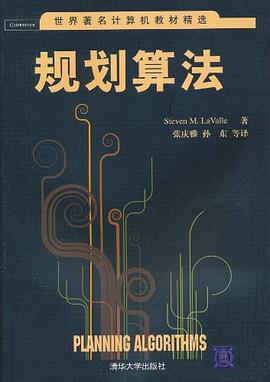 CAMBRIDGE
世界著名计算机教材精选
规划算法
Steven M. LaValle 著
张庆雅 孙 东 等译
PLANNING ALGORITHMS
清华大学出版社